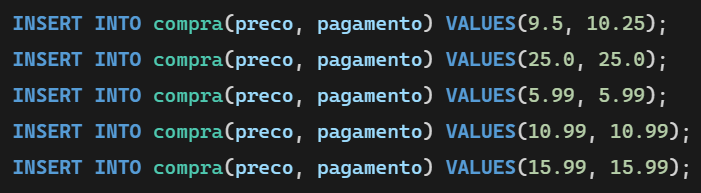 INSERT INTO compra(preco, pagamento) VALUES(9.5, 10.25);
INSERT INTO compra(preco, pagamento) VALUES(25.0, 25.0);
INSERT INTO compra(preco, pagamento) VALUES(5.99, 5.99);
INSERT INTO compra(preco, pagamento) VALUES(10.99, 10.99);
INSERT INTO compra(preco, pagamento) VALUES(15.99, 15.99);